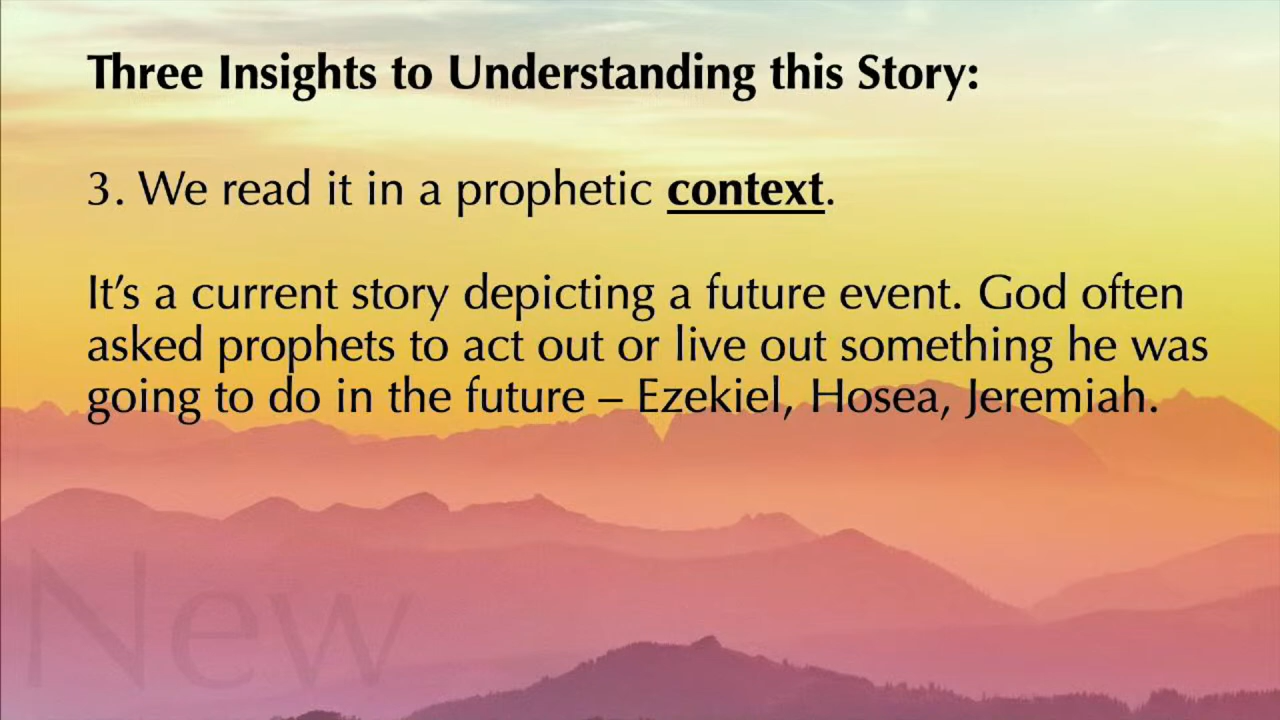 Three Insights to Understanding this Story:
3. We read it in a prophetic context.
It’s a current story depicting a future event. God often
asked prophets to act out or live out something he was
going to do in the future – Ezekiel, Hosea, Jeremiah.
New